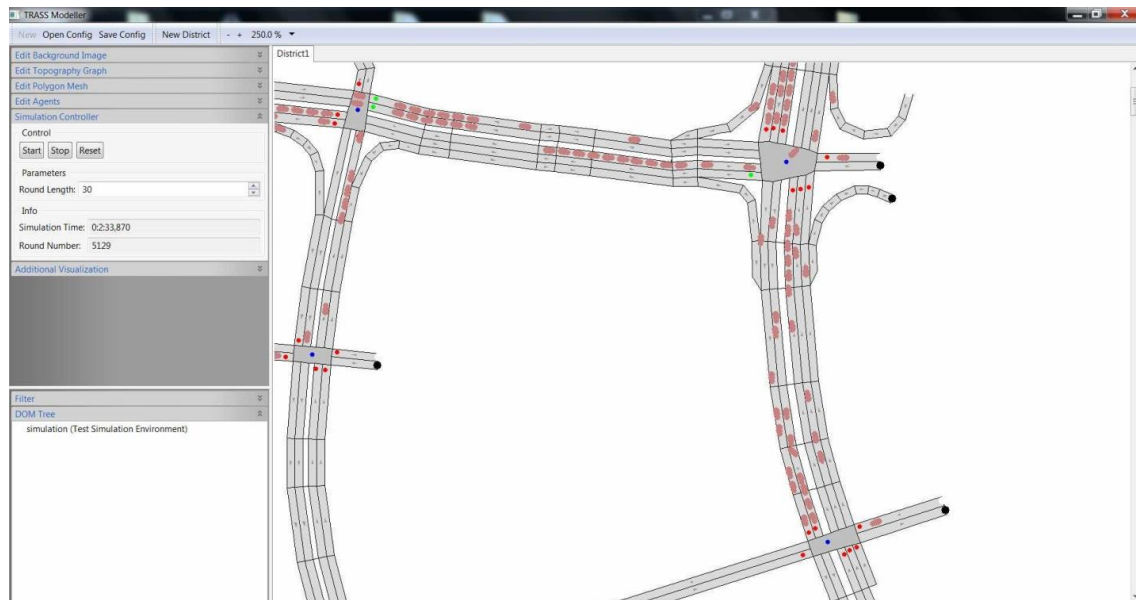 TRASS Modeller
New Open Config Save Config New District - + 250.0 %
Edit Background Image
Edit Topography Graph
Edit Polygon Mesh
Edit Agents
Simulation Controller
Control
Start Stop Reset
Parameters
Round Length: 30
Info
Simulation Time: 0:2:33,870
Round Number: 5129
Additional Visualization
Filter
DOM Tree
simulation (Test Simulation Environment)
District1